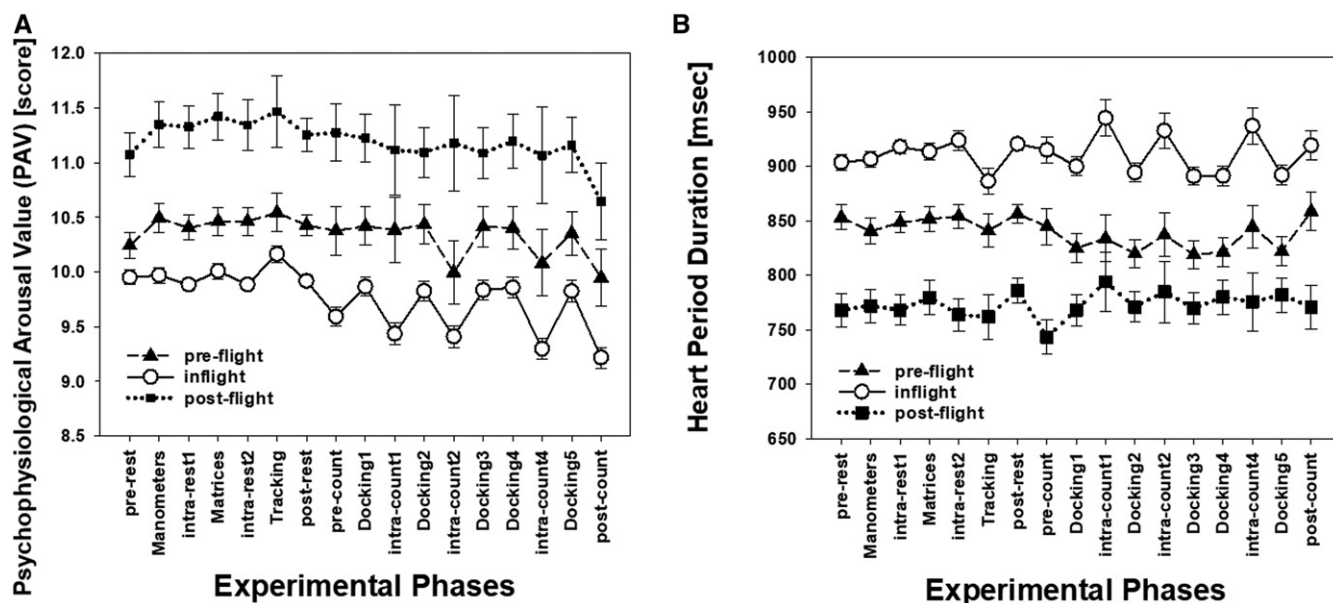 A
Psychophysiological Arousal Value (PAV) [score]
12.0
11.5
11.0
10.5
10.0
9.5
9.0
8.5
pre-flight
inflight
post-flight
pre-rest
Manometers
intra-rest1
Matrices
intra-rest2
Tracking
post-rest
pre-count
Docking1
intra-count1
Docking2
intra-count2
Docking3
Docking4
intra-count4
Docking5
post-count
Experimental Phases
B
Heart Period Duration [msec]
1000
950
900
850
800
750
700
650
pre-flight
inflight
post-flight
pre-rest
Manometers
intra-rest1
Matrices
intra-rest2
Tracking
post-rest
pre-count
Docking1
intra-count1
Docking2
intra-count2
Docking3
Docking4
intra-count4
Docking5
post-count
Experimental Phases